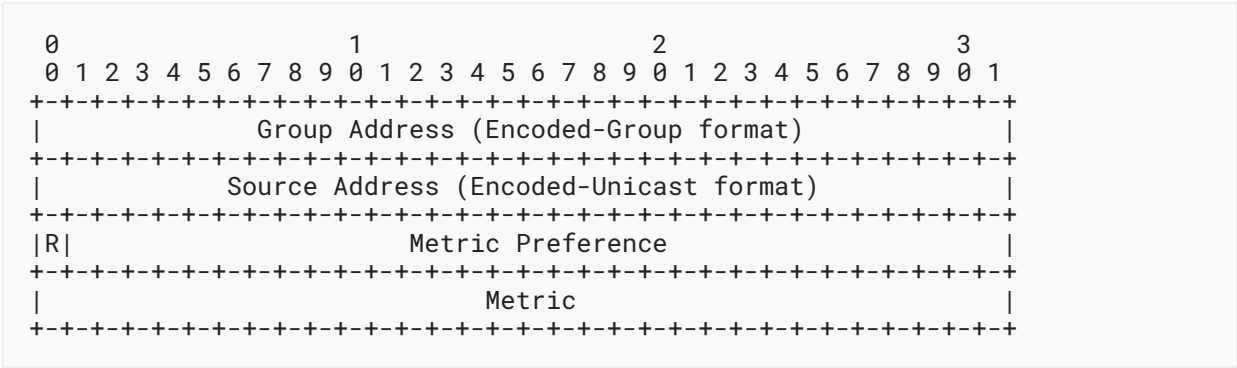 0                   1                   2                   3
 0 1 2 3 4 5 6 7 8 9 0 1 2 3 4 5 6 7 8 9 0 1 2 3 4 5 6 7 8 9 0 1
+-+-+-+-+-+-+-+-+-+-+-+-+-+-+-+-+-+-+-+-+-+-+-+-+-+-+-+-+-+-+-+-+
|              Group Address (Encoded-Group format)             |
+-+-+-+-+-+-+-+-+-+-+-+-+-+-+-+-+-+-+-+-+-+-+-+-+-+-+-+-+-+-+-+-+
|            Source Address (Encoded-Unicast format)            |
+-+-+-+-+-+-+-+-+-+-+-+-+-+-+-+-+-+-+-+-+-+-+-+-+-+-+-+-+-+-+-+-+
|R|                      Metric Preference                      |
+-+-+-+-+-+-+-+-+-+-+-+-+-+-+-+-+-+-+-+-+-+-+-+-+-+-+-+-+-+-+-+-+
|                             Metric                            |
+-+-+-+-+-+-+-+-+-+-+-+-+-+-+-+-+-+-+-+-+-+-+-+-+-+-+-+-+-+-+-+-+